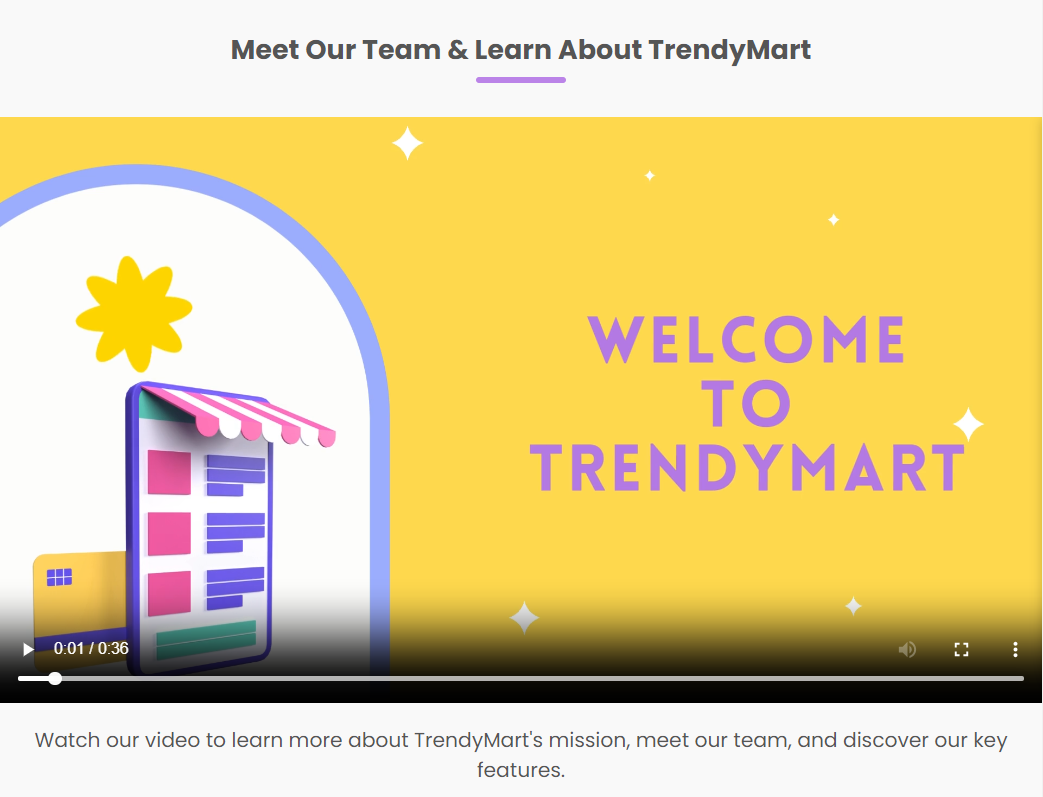 Meet Our Team & Learn About TrendyMart
WELCOME
TO
TRENDYMART
0:01 / 0:36
Watch our video to learn more about TrendyMart's mission, meet our team, and discover our key
features.